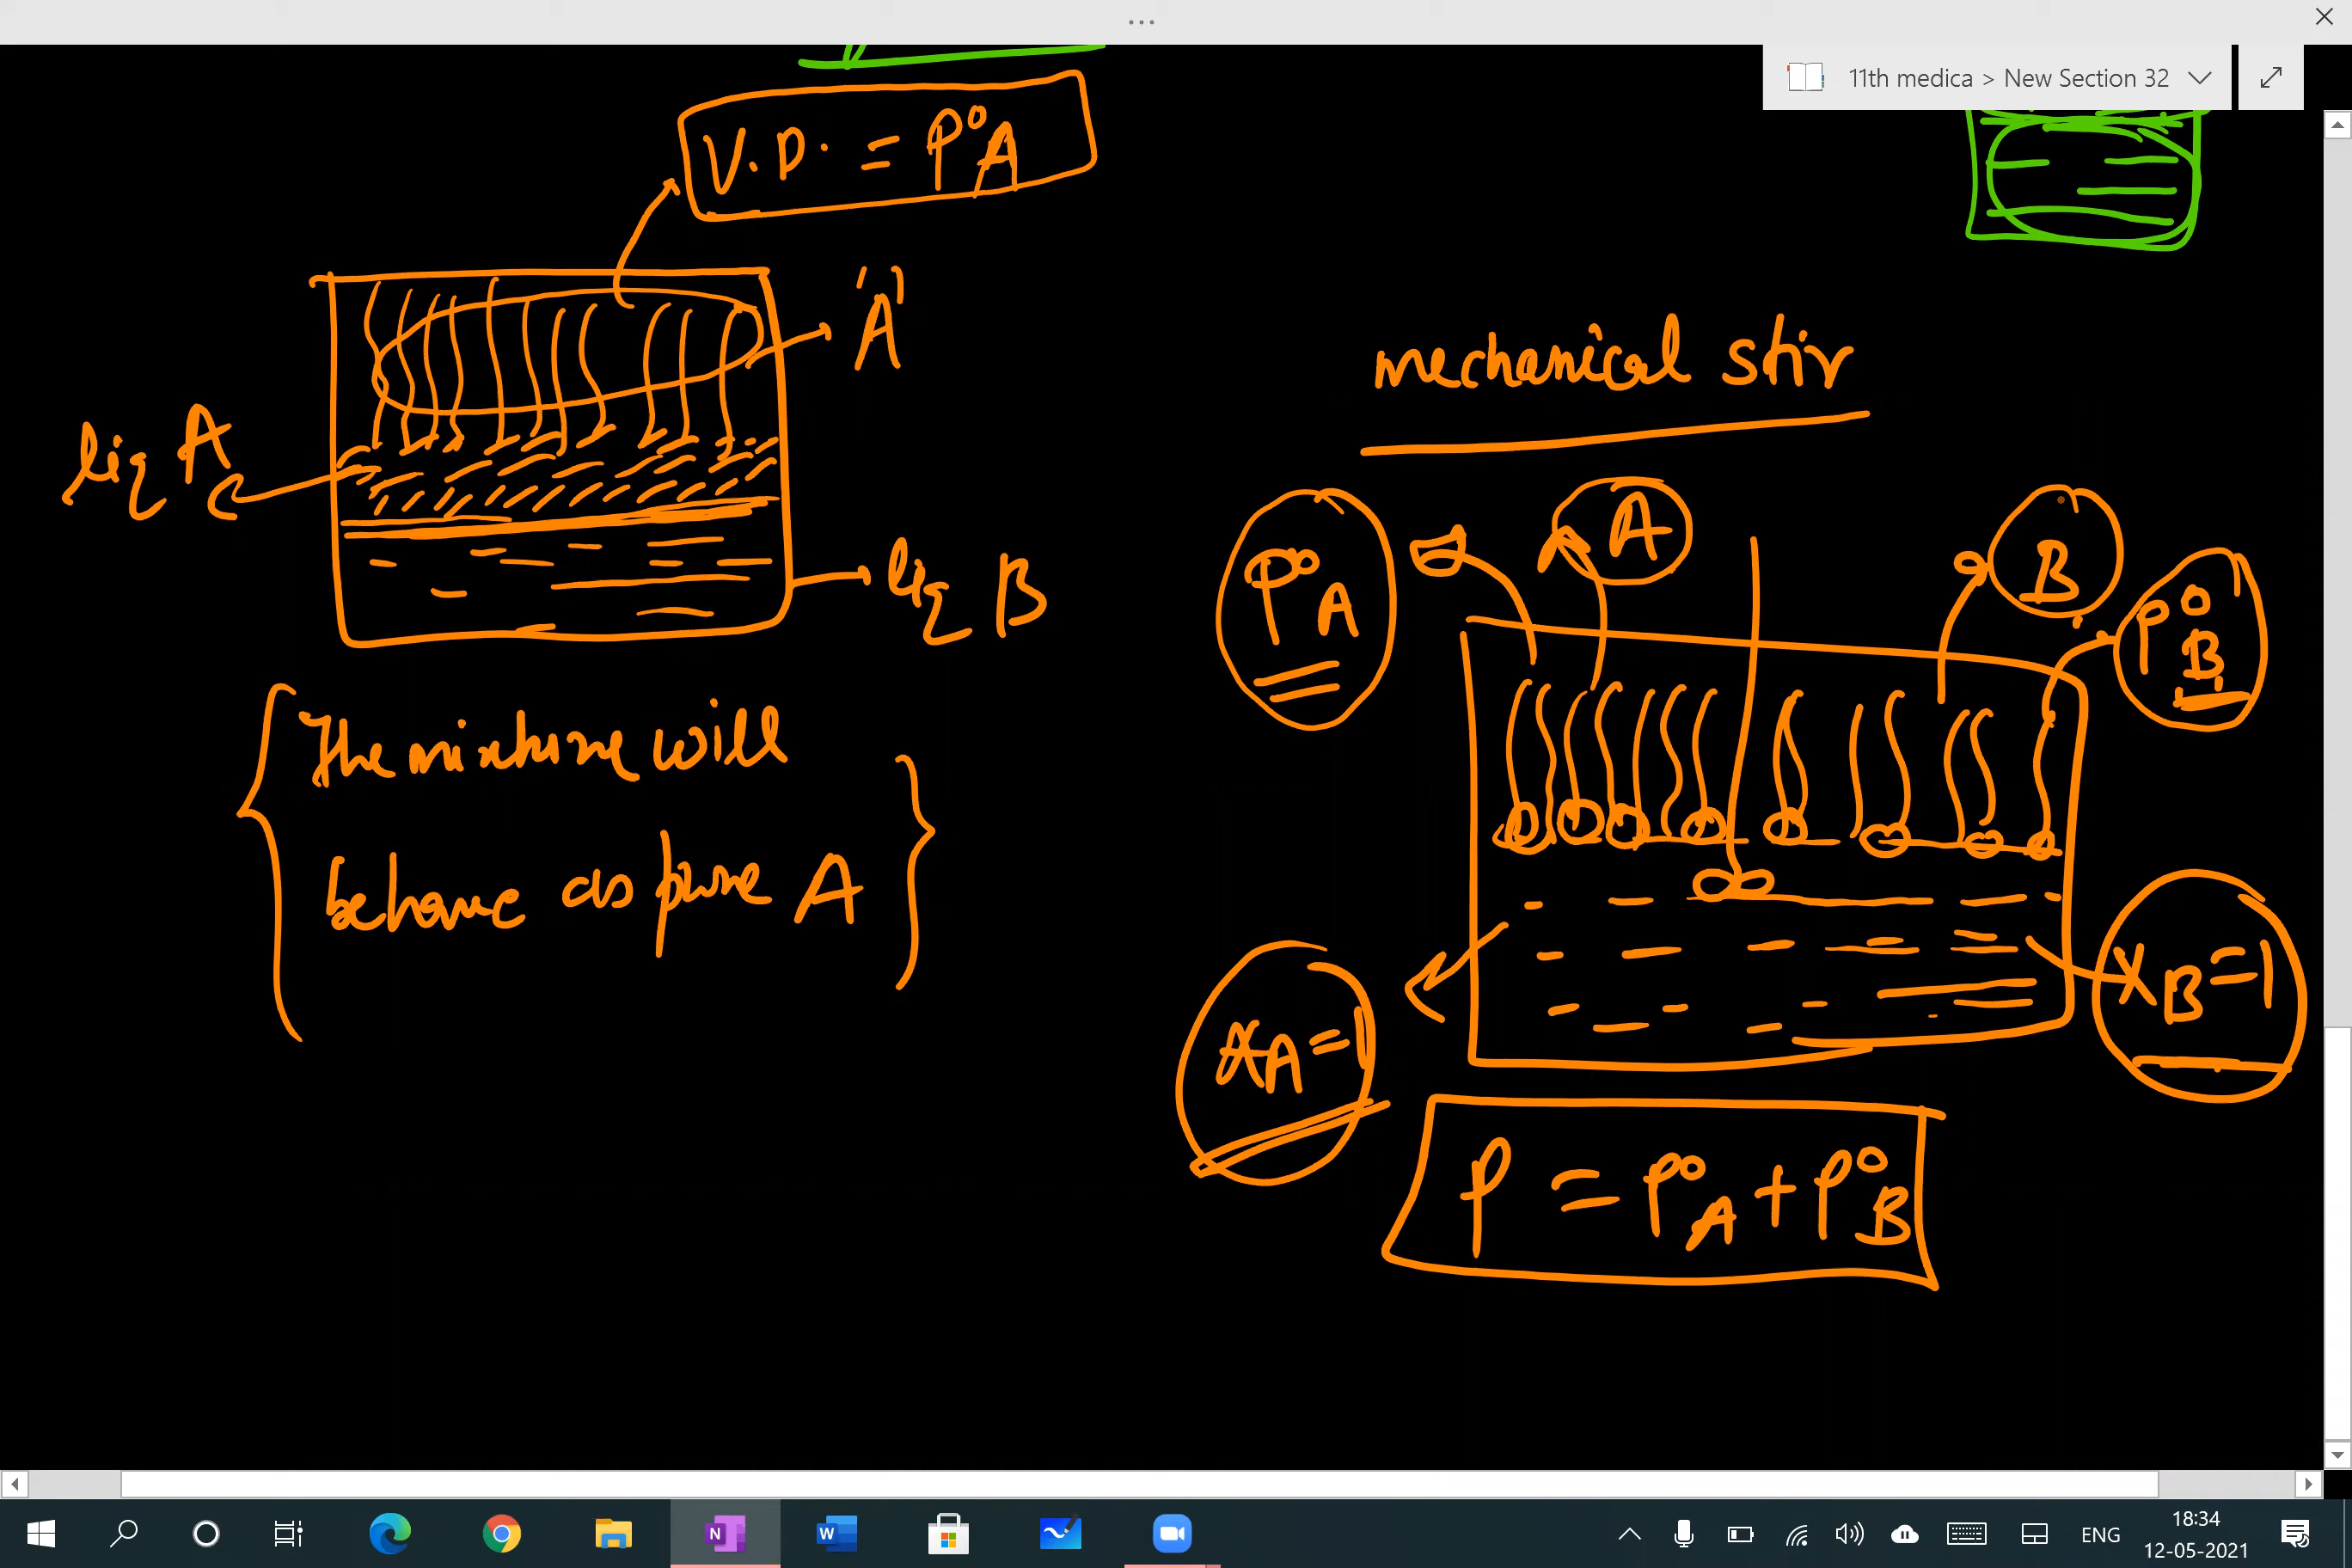 ...
11th medica > New Section 32
V.P. = P°A
'A'
liq A
liq B
The mixture will
behave as pure A
mechanical stir
P°A
A
B
P°B
XA=1
XB=1
P = P°A + P°B
ENG
18:34
12-05-2021